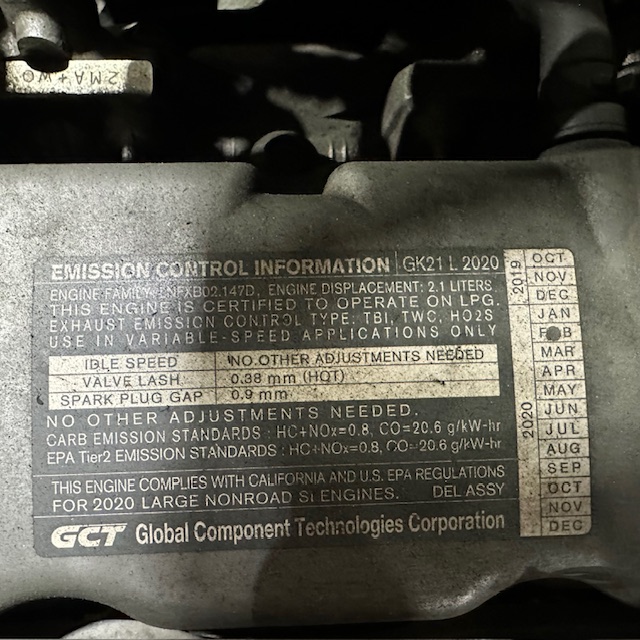 2 MA+WO
EMISSION CONTROL INFORMATION GK21 L 2020
ENGINE FAMILY: LNFXB02.147D, ENGINE DISPLACEMENT: 2.1 LITERS
THIS ENGINE IS CERTIFIED TO OPERATE ON LPG.
EXHAUST EMISSION CONTROL TYPE: TBI, TWC, HO2S
USE IN VARIABLE-SPEED APPLICATIONS ONLY
IDLE SPEED NO OTHER ADJUSTMENTS NEEDED
VALVE LASH 0.38 mm (HOT)
SPARK PLUG GAP 0.9 mm
NO OTHER ADJUSTMENTS NEEDED.
CARB EMISSION STANDARDS : HC+NOx=0.8, CO=20.6 g/kW-hr
EPA Tier2 EMISSION STANDARDS : HC+NOx=0.8, CO=20.6 g/kW-hr
THIS ENGINE COMPLIES WITH CALIFORNIA AND U.S. EPA REGULATIONS
FOR 2020 LARGE NONROAD SI ENGINES. DEL ASSY
GCT Global Component Technologies Corporation
2019
OCT
NOV
DEC
2020
JAN
FEB
MAR
APR
MAY
JUN
JUL
AUG
SEP
OCT
NOV
DEC